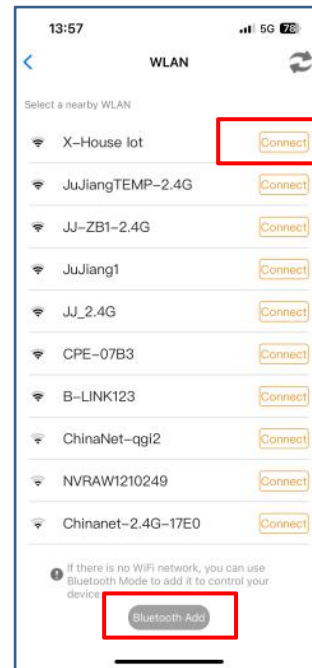 13:57 5G 78
WLAN
Select a nearby WLAN
X-House Iot Connect
JuJiangTEMP-2.4G Connect
JJ-ZB1-2.4G Connect
JuJiang1 Connect
JJ_2.4G Connect
CPE-07B3 Connect
B-LINK123 Connect
ChinaNet-qgi2 Connect
NVRAW1210249 Connect
Chinanet-2.4G-17E0 Connect
If there is no WiFi network, you can use
Bluetooth Mode to add it to control your
device
Bluetooth Add